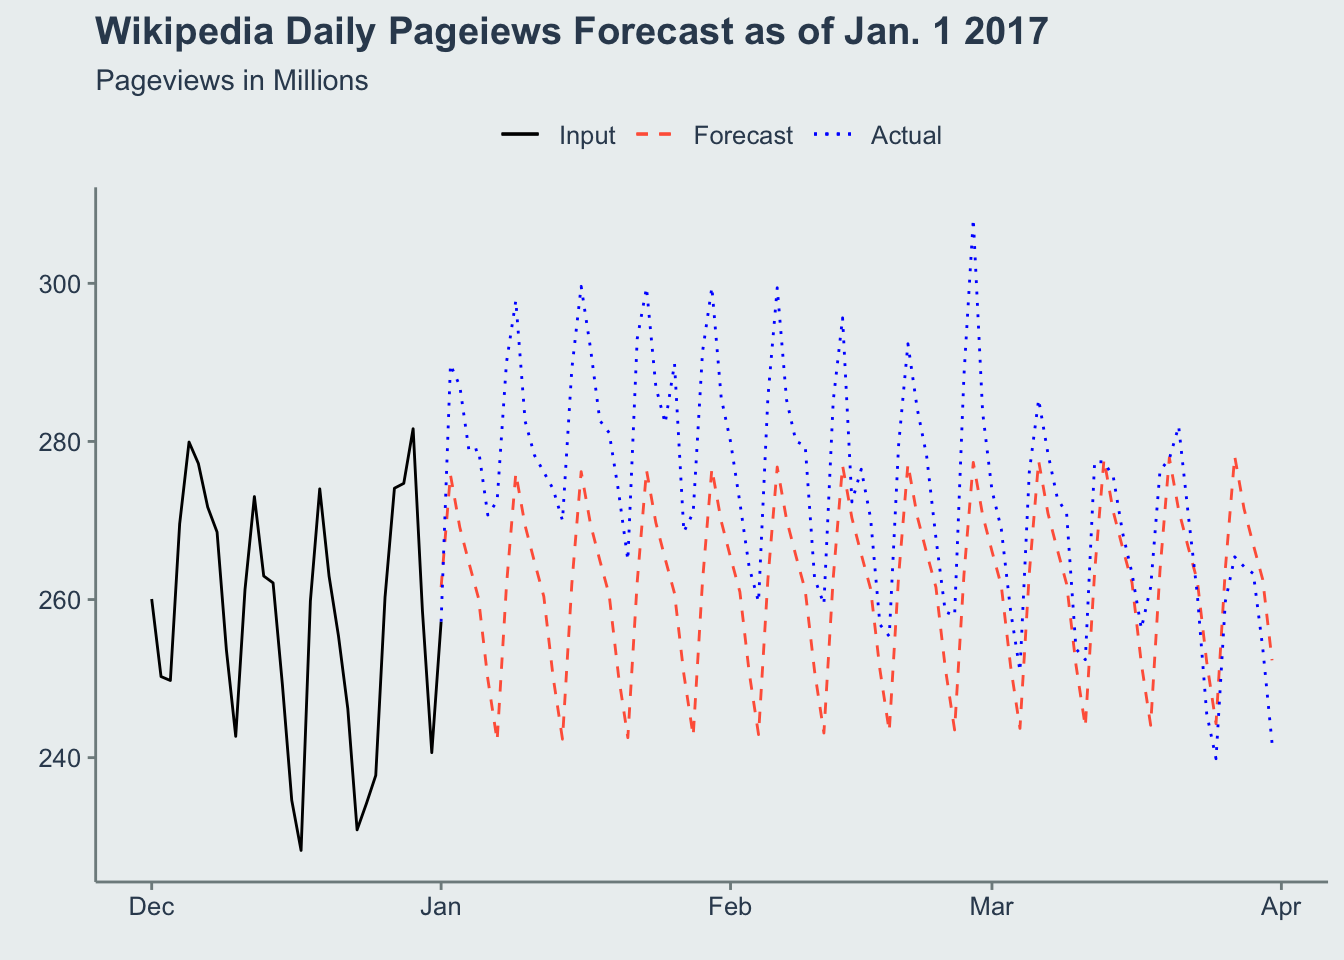 Wikipedia Daily Pageiews Forecast as of Jan. 1 2017
Pageviews in Millions
Input Forecast Actual
300
280
260
240
Dec Jan Feb Mar Apr